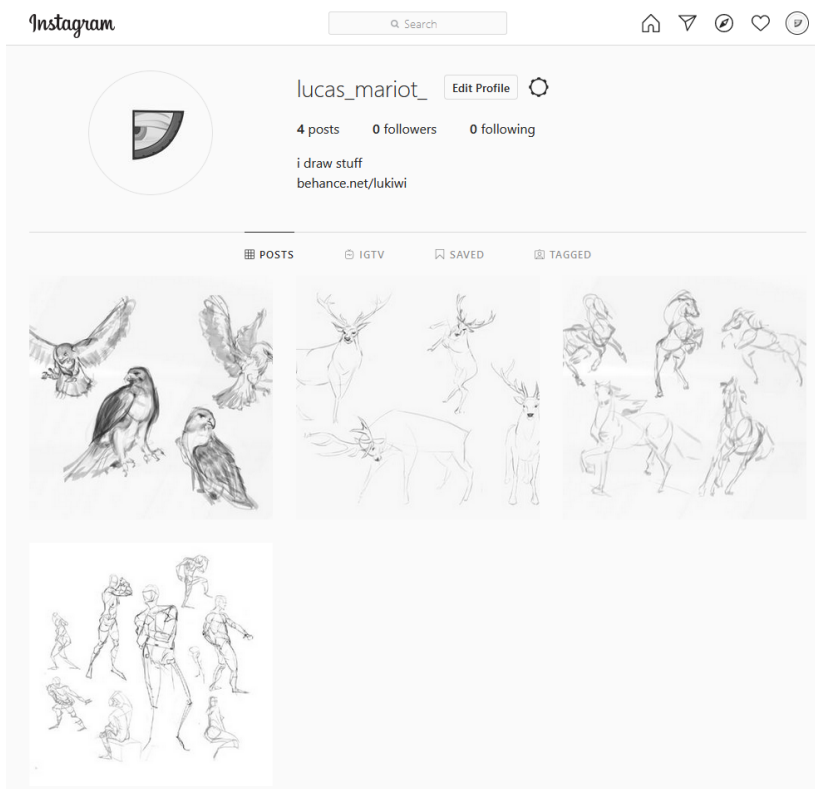 Instagram
Search
lucas_mariot_ Edit Profile
4 posts 0 followers 0 following
i draw stuff
behance.net/lukiwi
POSTS IGTV SAVED TAGGED